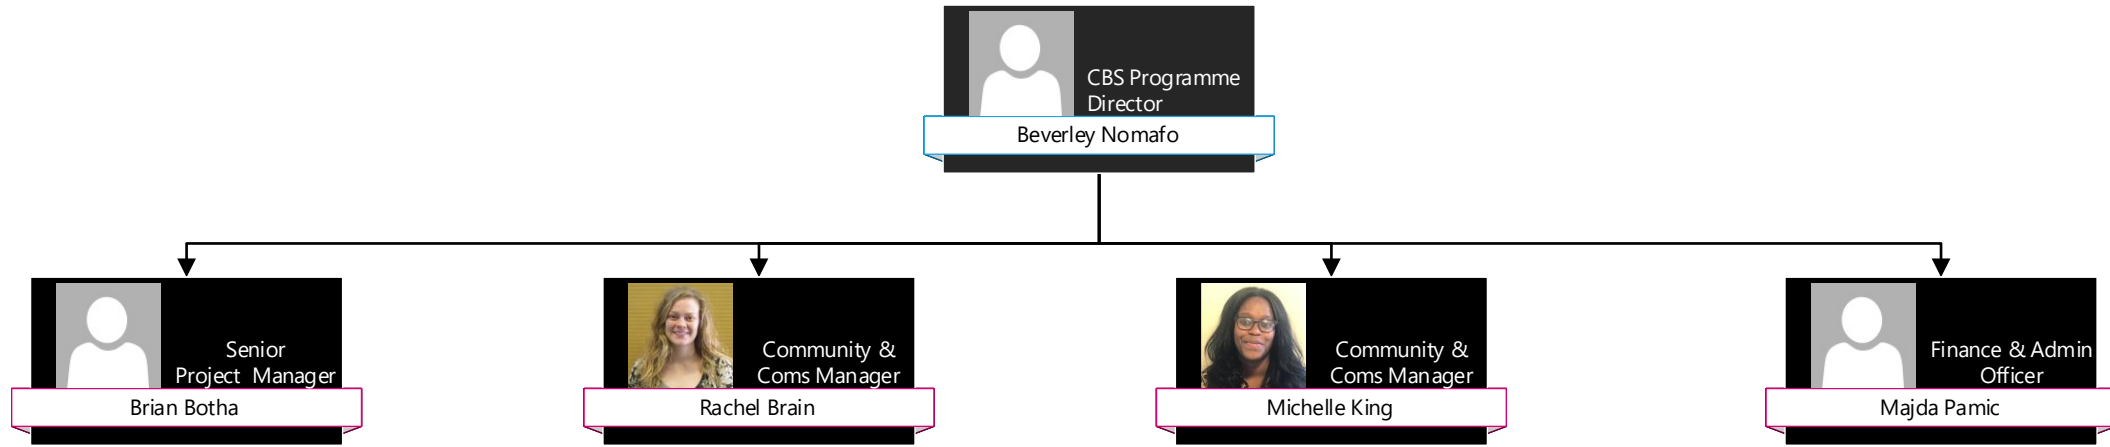 CBS Programme
Director
Beverley Nomafo
Senior
Project Manager
Brian Botha
Community &
Coms Manager
Rachel Brain
Community &
Coms Manager
Michelle King
Finance & Admin
Officer
Majda Pamic